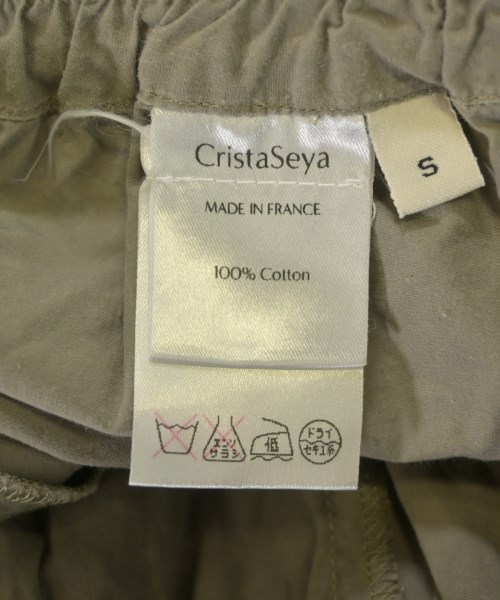 CristaSeya
S
MADE IN FRANCE
100% Cotton
エンソ
サラシ
低
ドライ
セキユ系